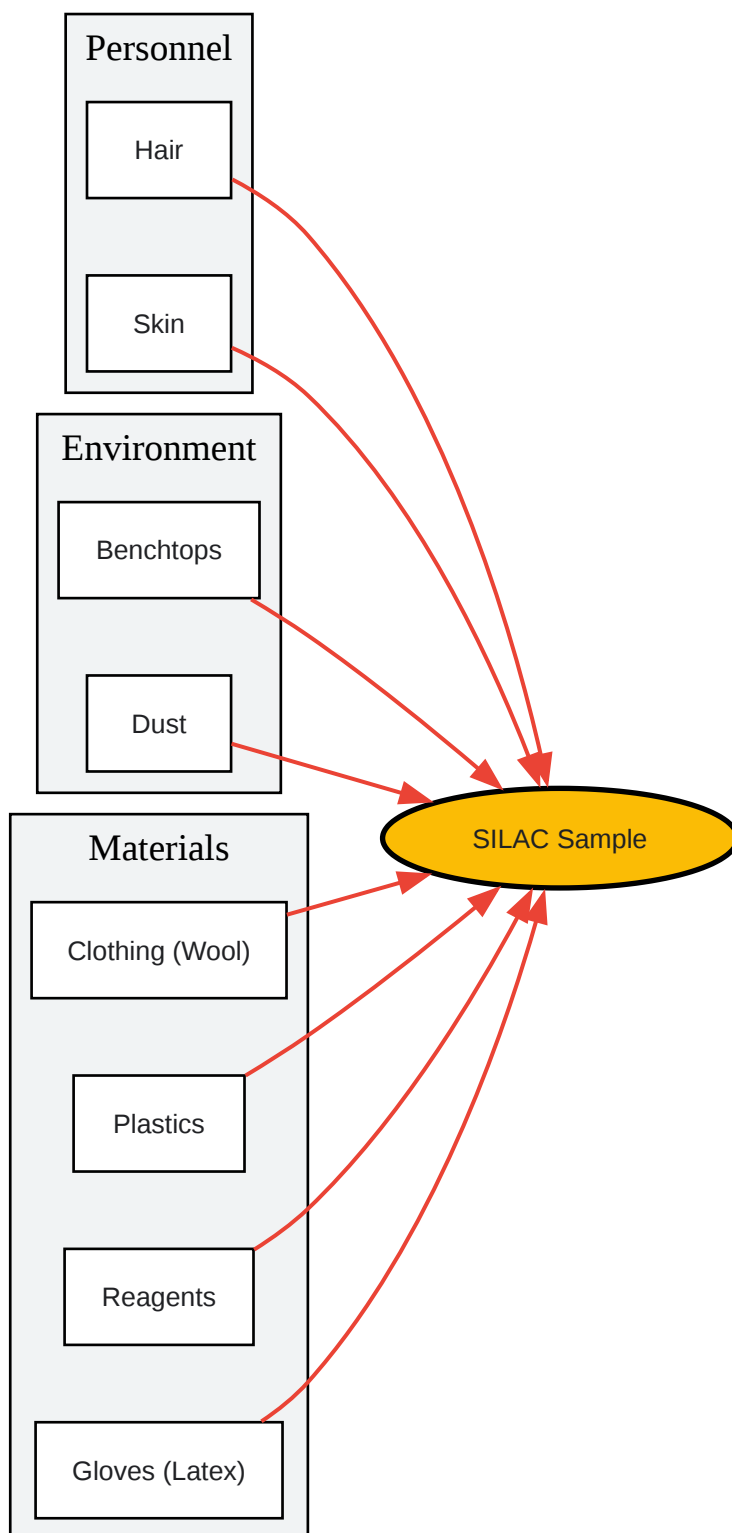 Personnel
Hair
Skin
Environment
Benchtops
Dust
SILAC Sample
Materials
Clothing (Wool)
Plastics
Reagents
Gloves (Latex)